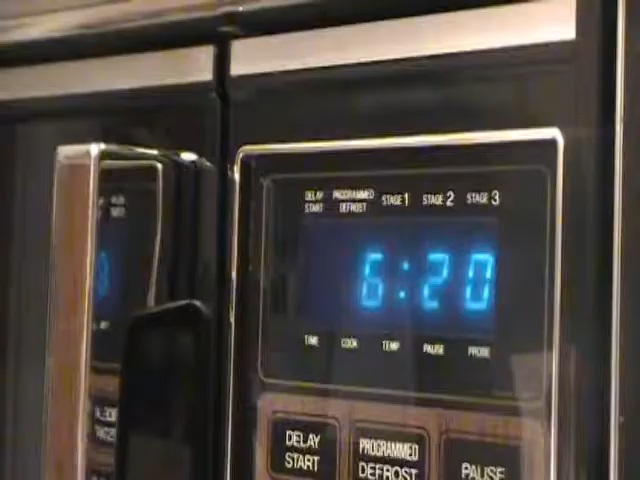 DELAY START PROGRAMMED DEFROST STAGE 1 STAGE 2 STAGE 3
6:20
TIME COOK TEMP PAUSE PROBE
DELAY START PROGRAMMED DEFROST PAUSE